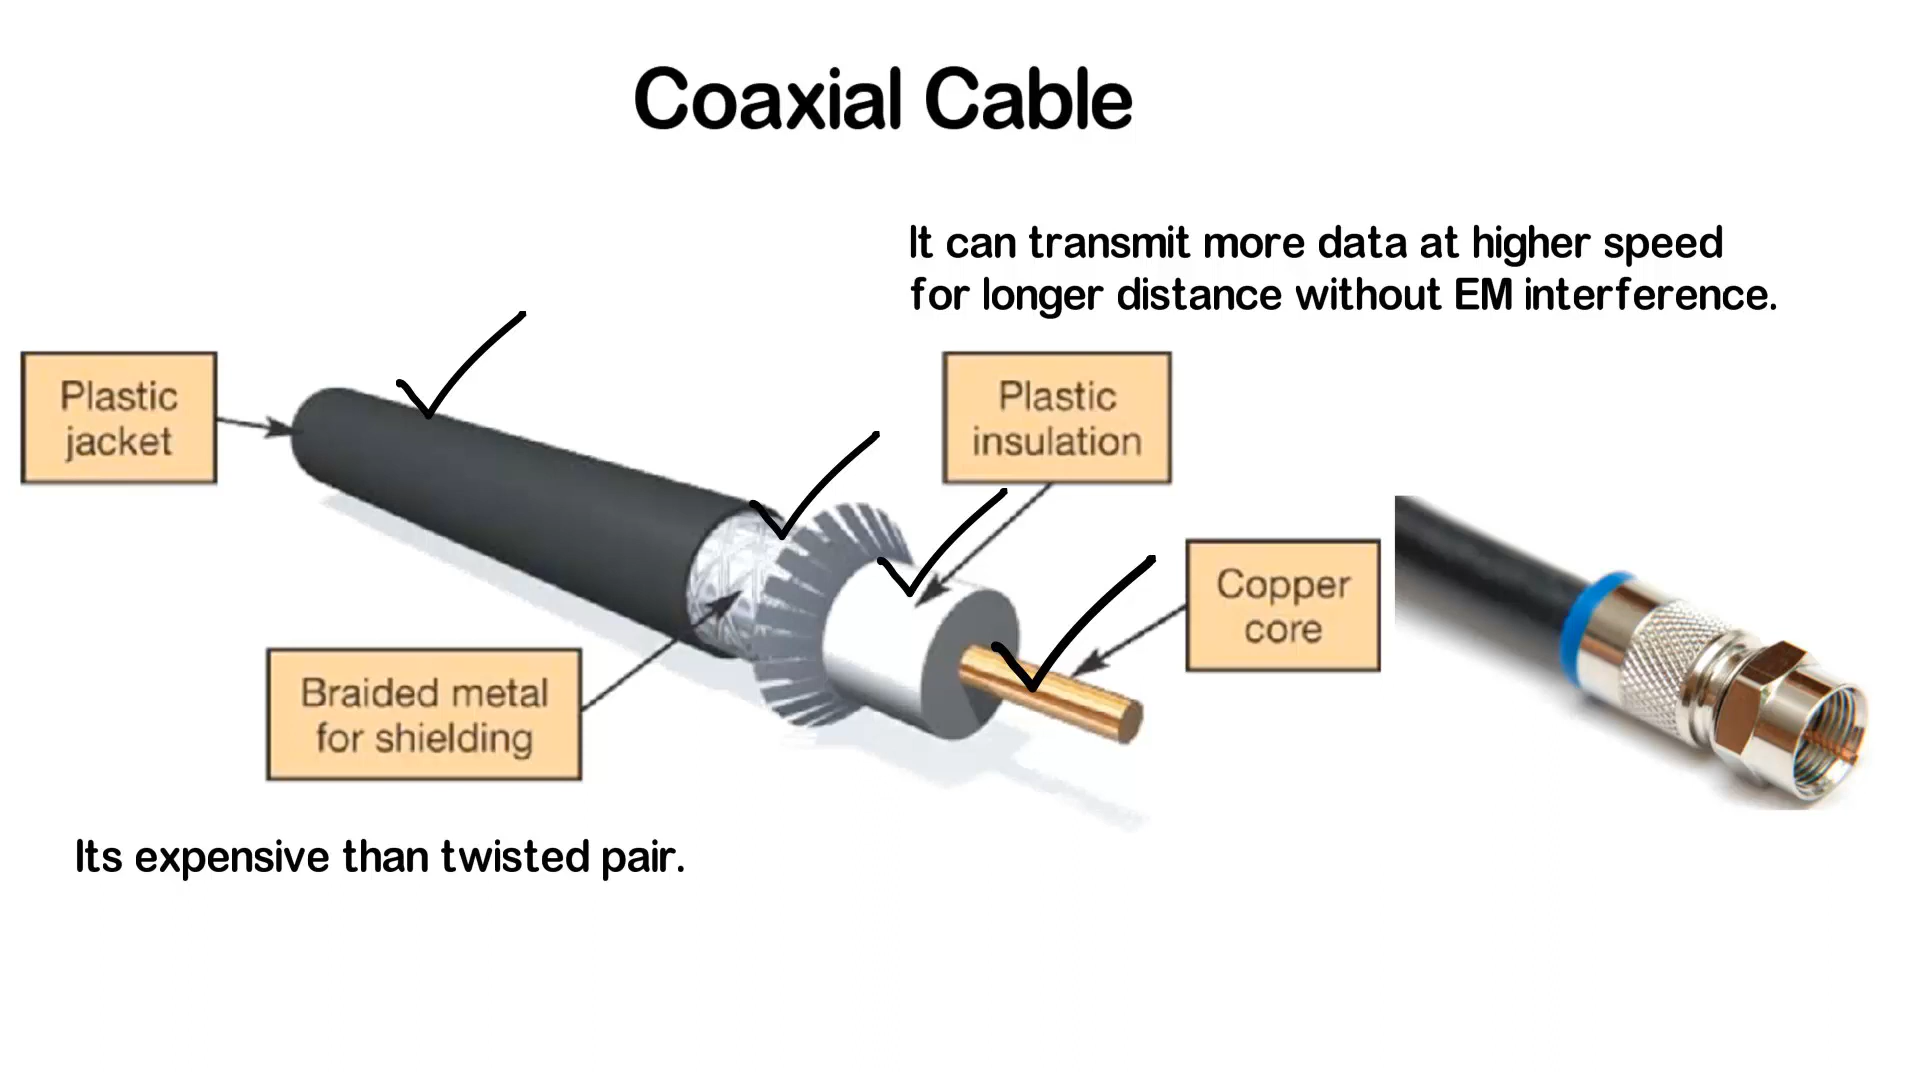 Coaxial Cable
It can transmit more data at higher speed
for longer distance without EM interference.
Plastic
jacket
Plastic
insulation
Copper
core
Braided metal
for shielding
Its expensive than twisted pair.